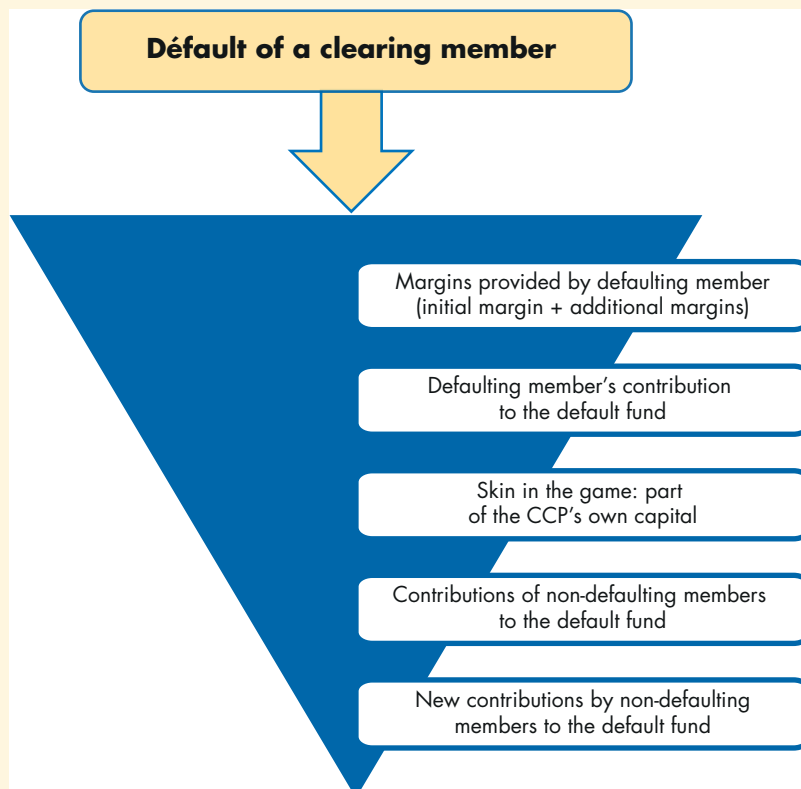 Défault of a clearing member
Margins provided by defaulting member
(initial margin + additional margins)
Defaulting member’s contribution
to the default fund
Skin in the game: part
of the CCP’s own capital
Contributions of non-defaulting members
to the default fund
New contributions by non-defaulting
members to the default fund